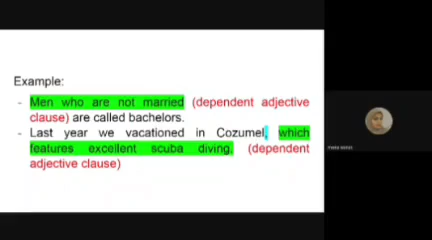 Example:
- Men who are not married (dependent adjective
clause) are called bachelors.
- Last year we vacationed in Cozumel, which
features excellent scuba diving. (dependent
adjective clause)